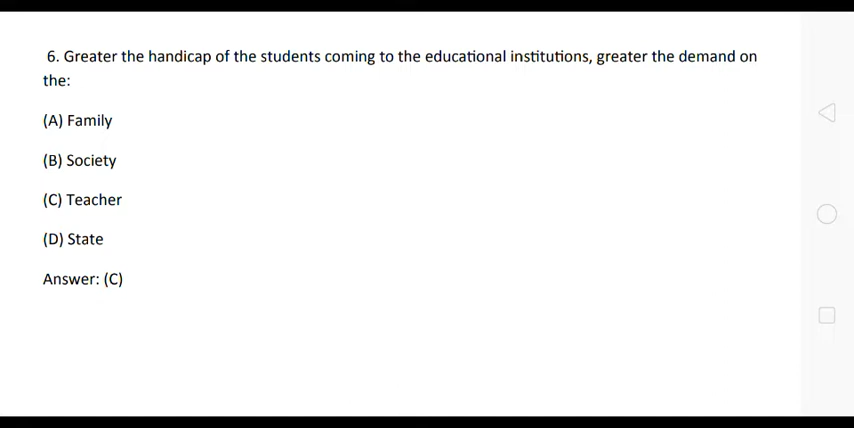 6. Greater the handicap of the students coming to the educational institutions, greater the demand on
the:
(A) Family
(B) Society
(C) Teacher
(D) State
Answer: (C)